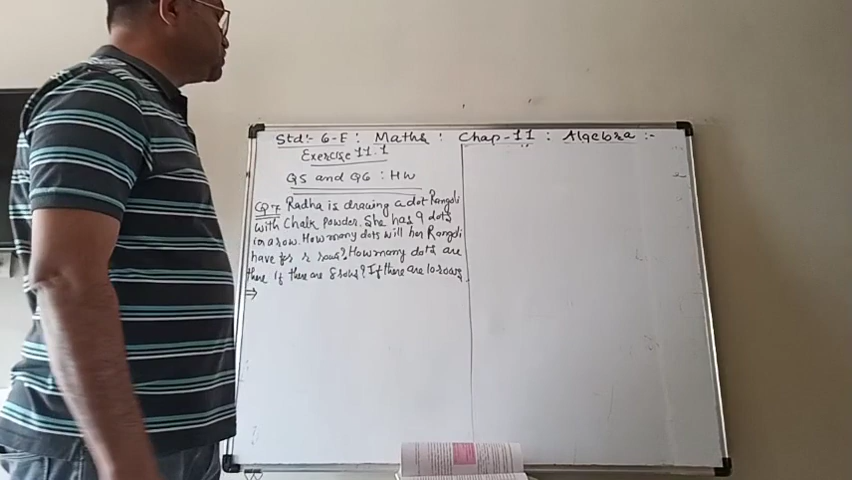 Std:- 6-E : Maths : Chap-11 : Algebra :-
Exercise 11.1
Q5 and Q6 : HW
Q7 Radha is drawing a dot Rangoli
with Chalk Powder. She has 9 dots
in a row. How many dots will her Rangoli
have for r rows? How many dots are
there if there are 8 rows? If there are 10 rows
⇒